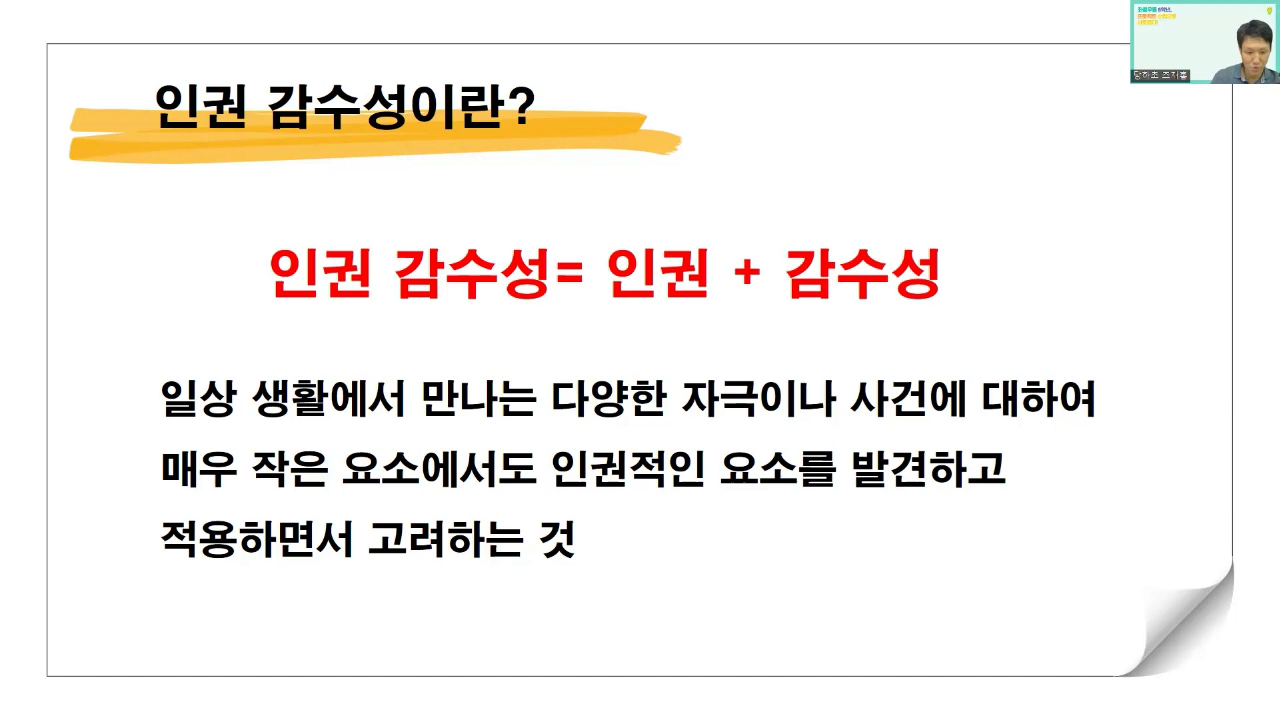 인권 감수성이란?
인권 감수성= 인권 + 감수성
일상 생활에서 만나는 다양한 자극이나 사건에 대하여
매우 작은 요소에서도 인권적인 요소를 발견하고
적용하면서 고려하는 것